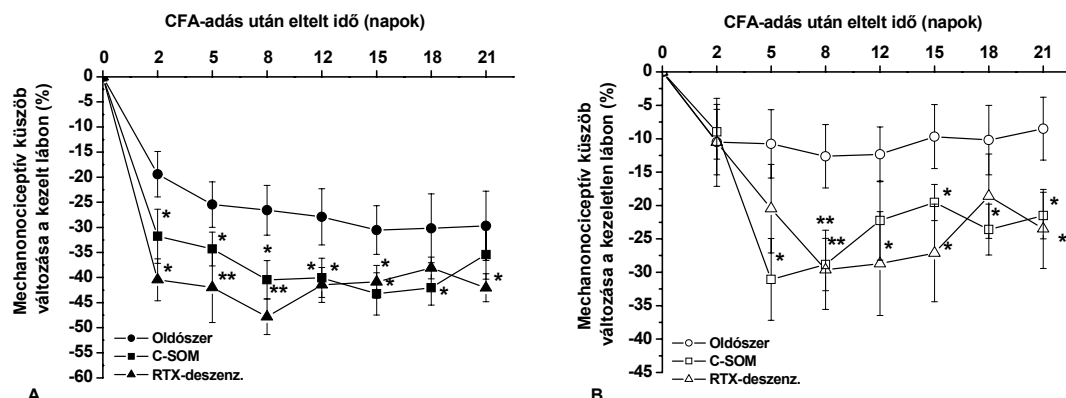 CFA-adás után eltelt idő (napok)
0 2 5 8 12 15 18 21
Mechanonociceptív küszöb
változása a kezelt lábon (%)
0
-5
-10
-15
-20
-25
-30
-35
-40
-45
-50
-55
-60
*
*
*
**
*
**
*
*
*
*
*
*
Oldószer
C-SOM
RTX-deszenz.
A
CFA-adás után eltelt idő (napok)
0 2 5 8 12 15 18 21
Mechanonociceptív küszöb
változása a kezeletlen lábon (%)
0
-5
-10
-15
-20
-25
-30
-35
-40
-45
*
**
**
*
*
*
*
*
*
Oldószer
C-SOM
RTX-deszenz.
B